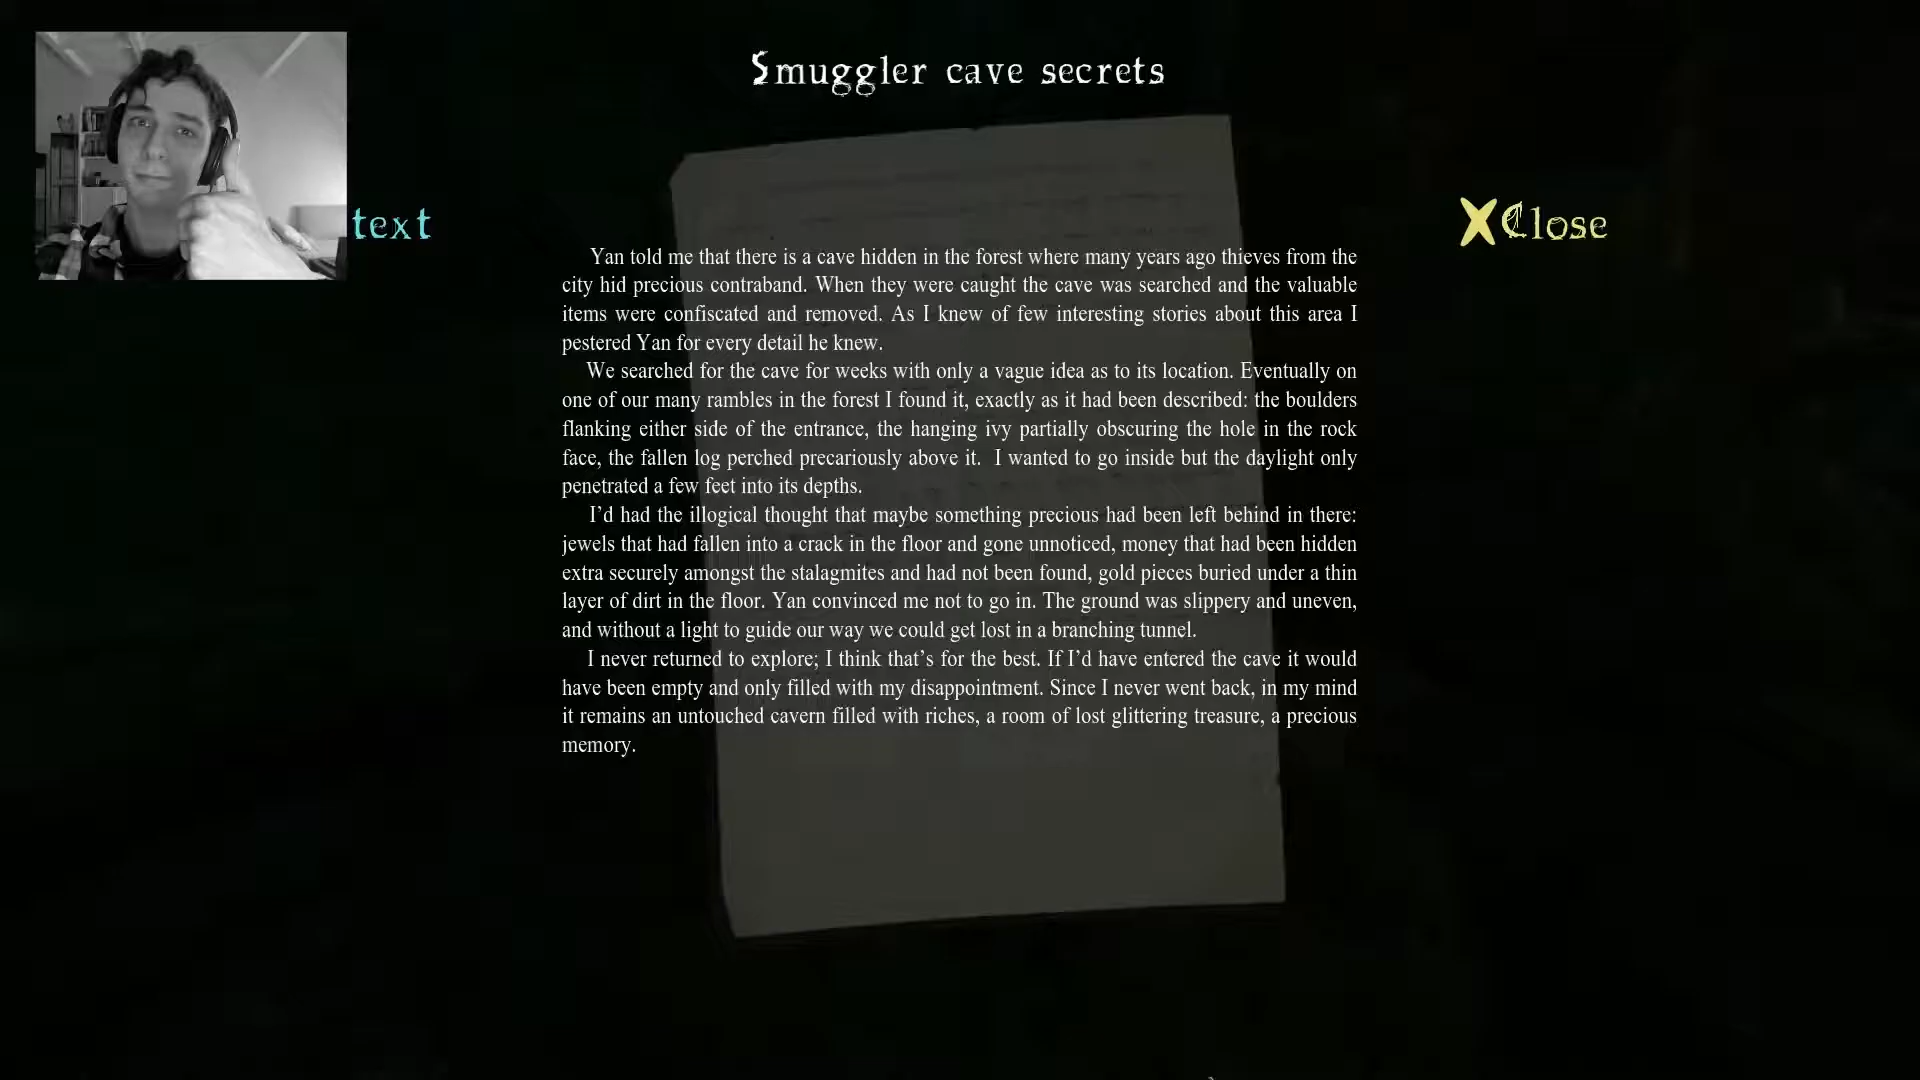 Smuggler cave secrets
text
Close
Yan told me that there is a cave hidden in the forest where many years ago thieves from the
city hid precious contraband. When they were caught the cave was searched and the valuable
items were confiscated and removed. As I knew of few interesting stories about this area I
pestered Yan for every detail he knew.
We searched for the cave for weeks with only a vague idea as to its location. Eventually on
one of our many rambles in the forest I found it, exactly as it had been described: the boulders
flanking either side of the entrance, the hanging ivy partially obscuring the hole in the rock
face, the fallen log perched precariously above it. I wanted to go inside but the daylight only
penetrated a few feet into its depths.
I'd had the illogical thought that maybe something precious had been left behind in there:
jewels that had fallen into a crack in the floor and gone unnoticed, money that had been hidden
extra securely amongst the stalagmites and had not been found, gold pieces buried under a thin
layer of dirt in the floor. Yan convinced me not to go in. The ground was slippery and uneven,
and without a light to guide our way we could get lost in a branching tunnel.
I never returned to explore; I think that's for the best. If I'd have entered the cave it would
have been empty and only filled with my disappointment. Since I never went back, in my mind
it remains an untouched cavern filled with riches, a room of lost glittering treasure, a precious
memory.